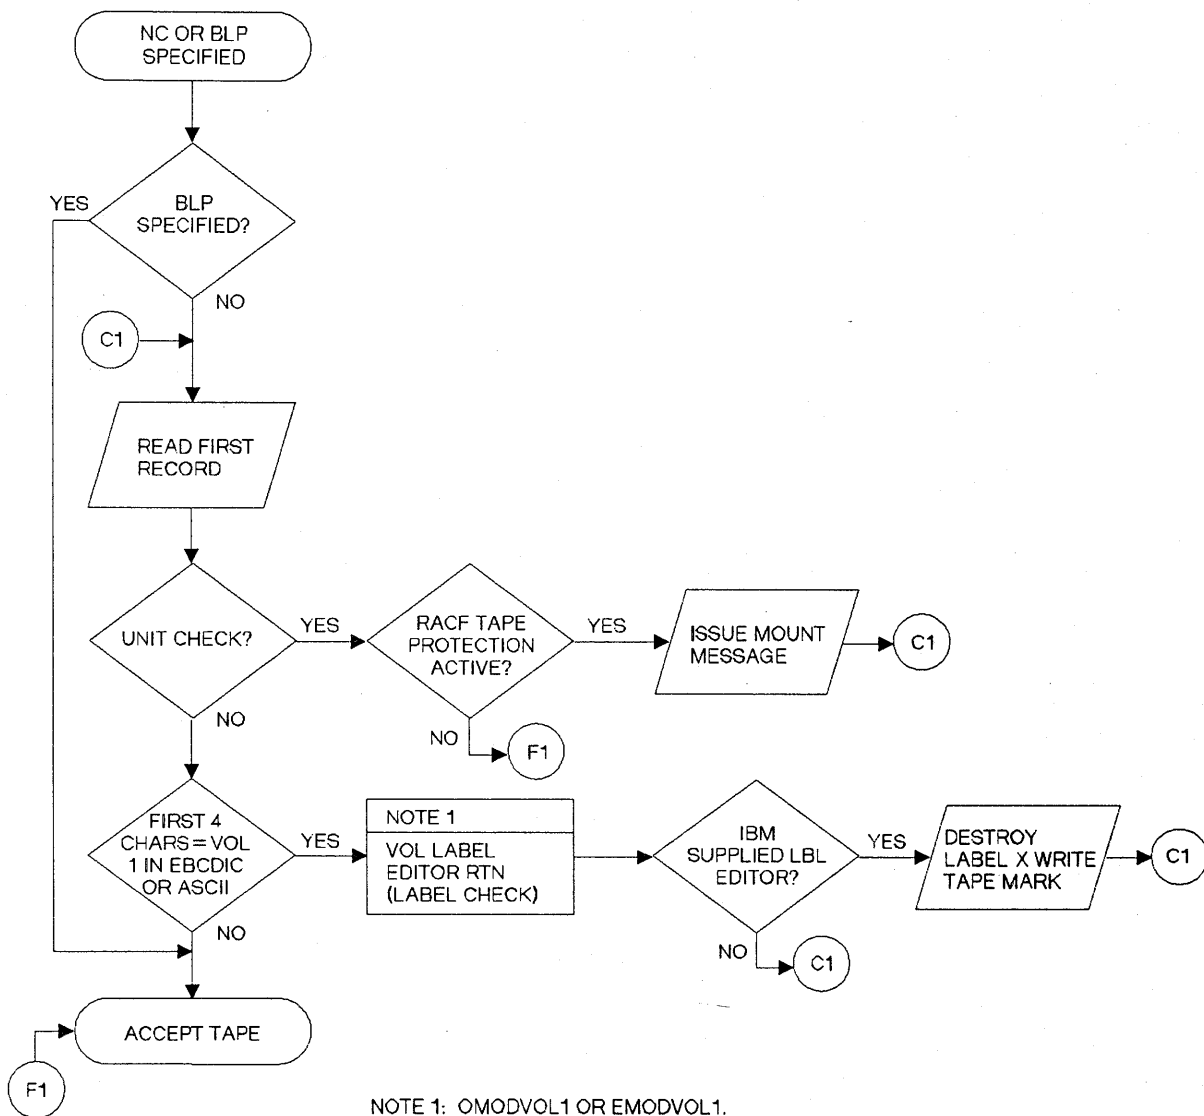 NC OR BLP
SPECIFIED
YES
BLP
SPECIFIED?
NO
C1
READ FIRST
RECORD
UNIT CHECK?
YES
RACF TAPE
PROTECTION
ACTIVE?
YES
ISSUE MOUNT
MESSAGE
C1
NO
NO
F1
FIRST 4
CHARS=VOL
1 IN EBCDIC
OR ASCII
YES
NOTE 1
VOL LABEL
EDITOR RTN
(LABEL CHECK)
IBM
SUPPLIED LBL
EDITOR?
YES
DESTROY
LABEL X WRITE
TAPE MARK
C1
NO
NO
C1
ACCEPT TAPE
F1
NOTE 1: OMODVOL1 OR EMODVOL1.